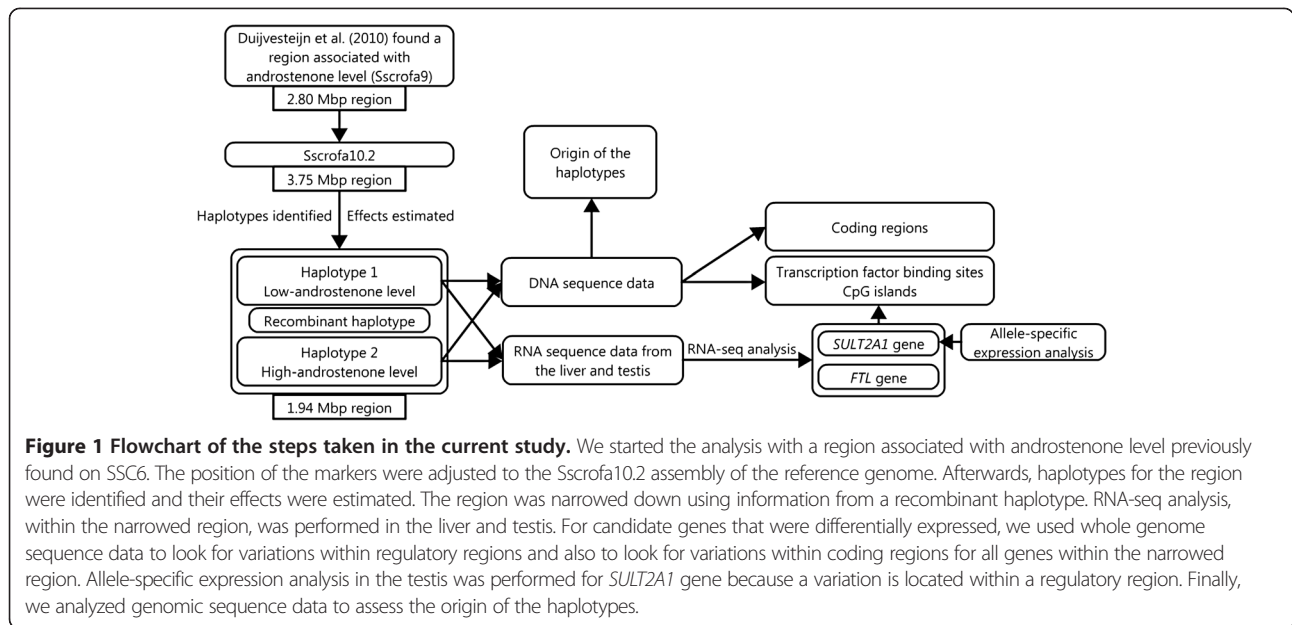 Duijvesteijn et al. (2010) found a
region associated with
androstenone level (Sscrofa9)
2.80 Mbp region
Sscrofa10.2
3.75 Mbp region
Haplotypes identified
Effects estimated
Haplotype 1
Low-androstenone level
Recombinant haplotype
Haplotype 2
High-androstenone level
1.94 Mbp region
Origin of the
haplotypes
DNA sequence data
RNA sequence data from
the liver and testis
RNA-seq analysis
Coding regions
Transcription factor binding sites
CpG islands
SULT2A1 gene
FTL gene
Allele-specific
expression analysis
Figure 1 Flowchart of the steps taken in the current study. We started the analysis with a region associated with androstenone level previously
found on SSC6. The position of the markers were adjusted to the Sscrofa10.2 assembly of the reference genome. Afterwards, haplotypes for the region
were identified and their effects were estimated. The region was narrowed down using information from a recombinant haplotype. RNA-seq analysis,
within the narrowed region, was performed in the liver and testis. For candidate genes that were differentially expressed, we used whole genome
sequence data to look for variations within regulatory regions and also to look for variations within coding regions for all genes within the narrowed
region. Allele-specific expression analysis in the testis was performed for SULT2A1 gene because a variation is located within a regulatory region. Finally,
we analyzed genomic sequence data to assess the origin of the haplotypes.